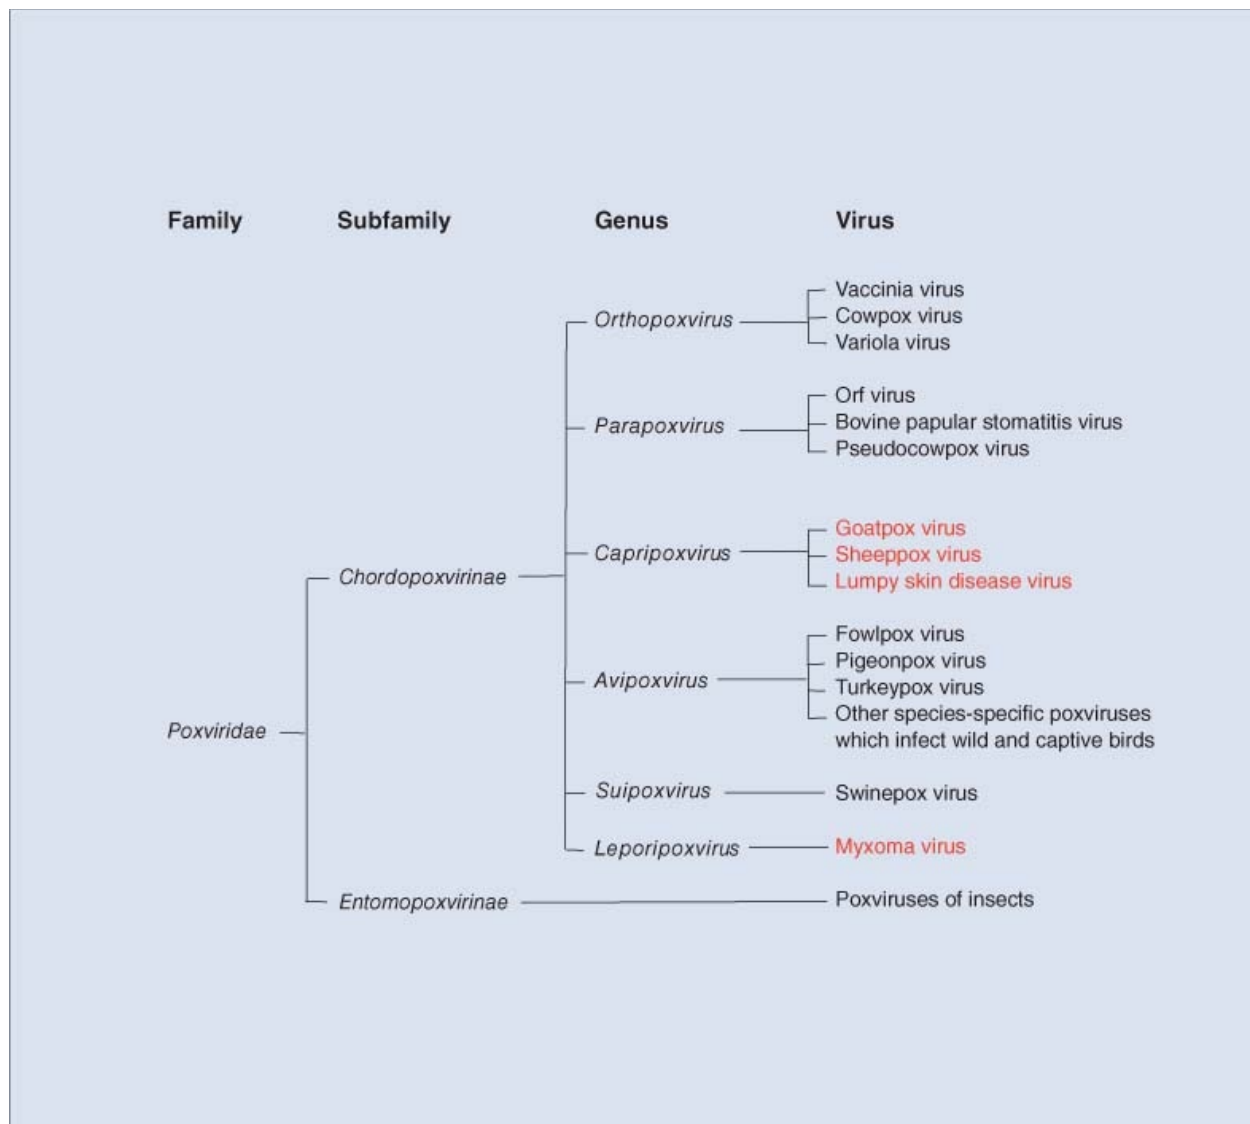 Family Subfamily Genus Virus
Vaccinia virus
Orthopoxvirus
Cowpox virus
Variola virus
Orf virus
Parapoxvirus
Bovine papular stomatitis virus
Pseudocowpox virus
Goatpox virus
Capripoxvirus
Sheeppox virus
Lumpy skin disease virus
Chordopoxvirinae
Fowlpox virus
Pigeonpox virus
Avipoxvirus
Turkeypox virus
Other species-specific poxviruses
which infect wild and captive birds
Poxviridae
Suipoxvirus
Swinepox virus
Leporipoxvirus
Myxoma virus
Entomopoxvirinae
Poxviruses of insects